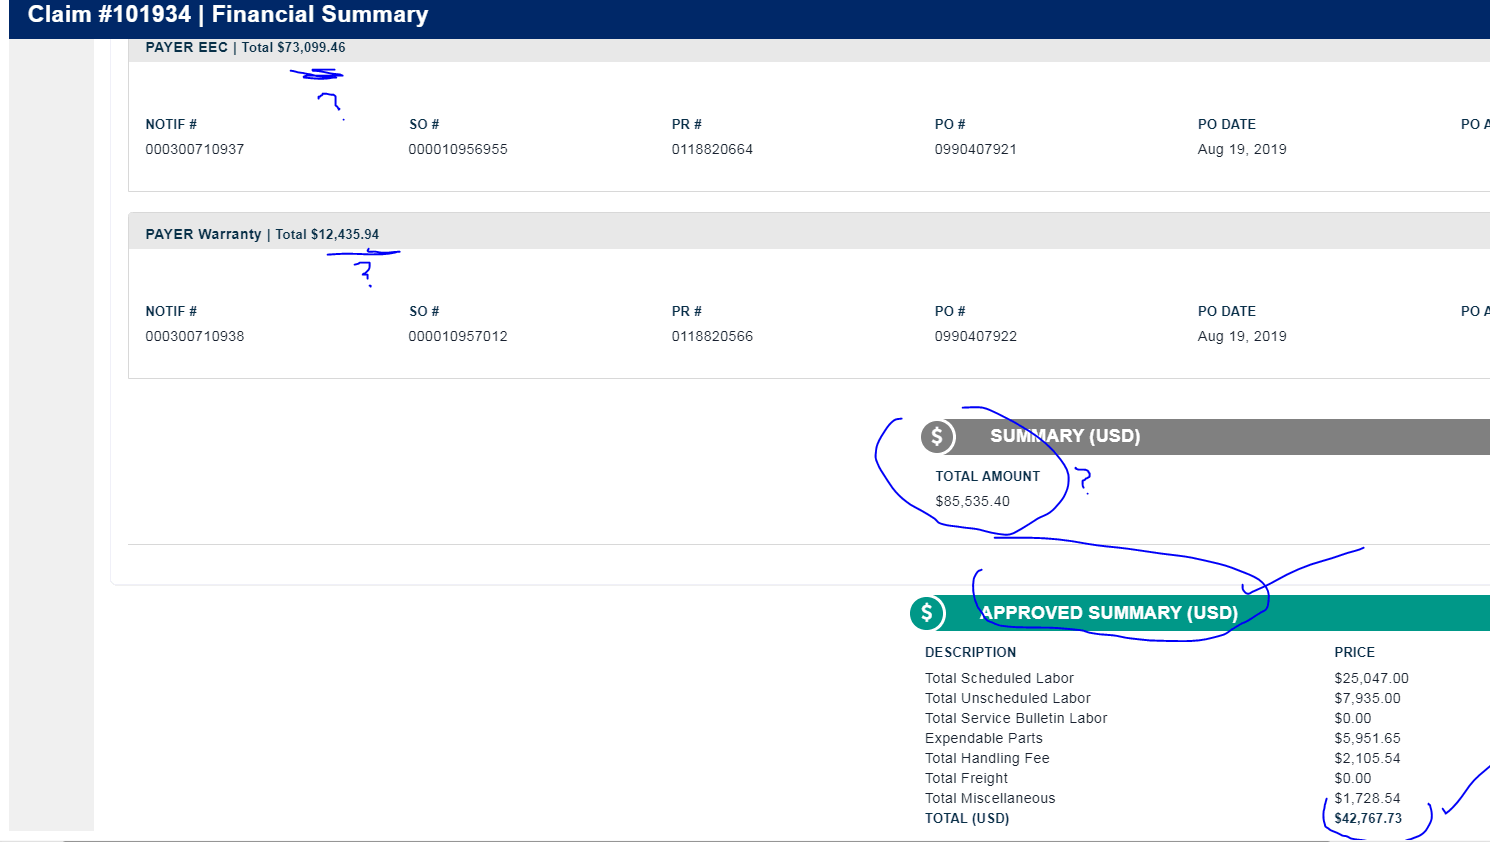 Claim #101934 | Financial Summary
PAYER EEC | Total $73,099.46
?
NOTIF # SO # PR # PO # PO DATE PO A
000300710937 000010956955 0118820664 0990407921 Aug 19, 2019
PAYER Warranty | Total $12,435.94
?
NOTIF # SO # PR # PO # PO DATE PO A
000300710938 000010957012 0118820566 0990407922 Aug 19, 2019
$ SUMMARY (USD)
TOTAL AMOUNT ?
$85,535.40
$ APPROVED SUMMARY (USD)
DESCRIPTION PRICE
Total Scheduled Labor $25,047.00
Total Unscheduled Labor $7,935.00
Total Service Bulletin Labor $0.00
Expendable Parts $5,951.65
Total Handling Fee $2,105.54
Total Freight $0.00
Total Miscellaneous $1,728.54
TOTAL (USD) $42,767.73